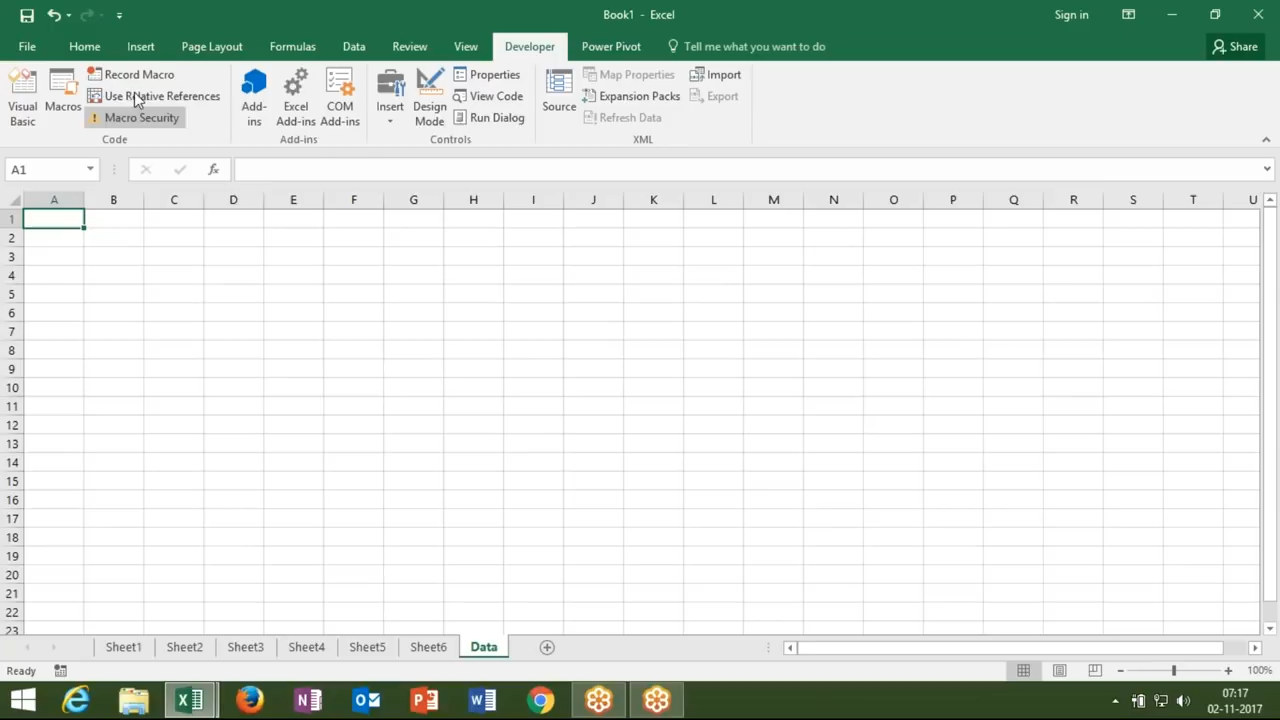 Book1 - Excel
Sign in
File Home Insert Page Layout Formulas Data Review View Developer Power Pivot Tell me what you want to do Share
Visual Basic
Macros
Record Macro
Use Relative References
Macro Security
Code
Add-ins
Excel Add-ins
COM Add-ins
Add-ins
Insert
Design Mode
Properties
View Code
Run Dialog
Controls
Source
Map Properties
Expansion Packs
Refresh Data
Import
Export
XML
A1
fx
A B C D E F G H I J K L M N O P Q R S T U
1
2
3
4
5
6
7
8
9
10
11
12
13
14
15
16
17
18
19
20
21
22
23
Sheet1 Sheet2 Sheet3 Sheet4 Sheet5 Sheet6 Data
Ready
100%
07:17
02-11-2017